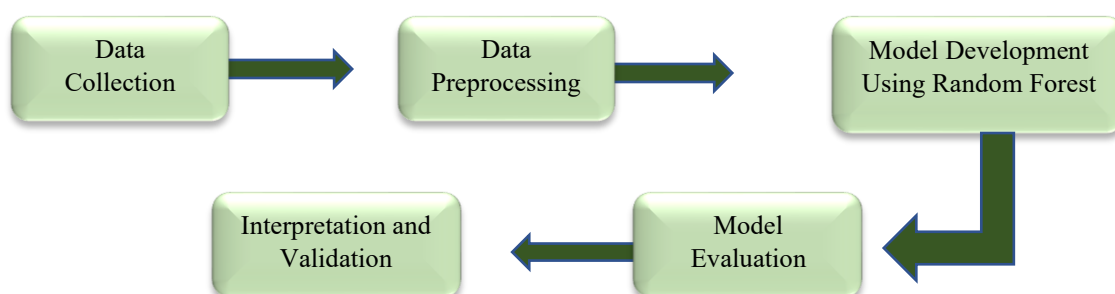 Data
Collection
Data
Preprocessing
Model Development
Using Random Forest
Model
Evaluation
Interpretation and
Validation